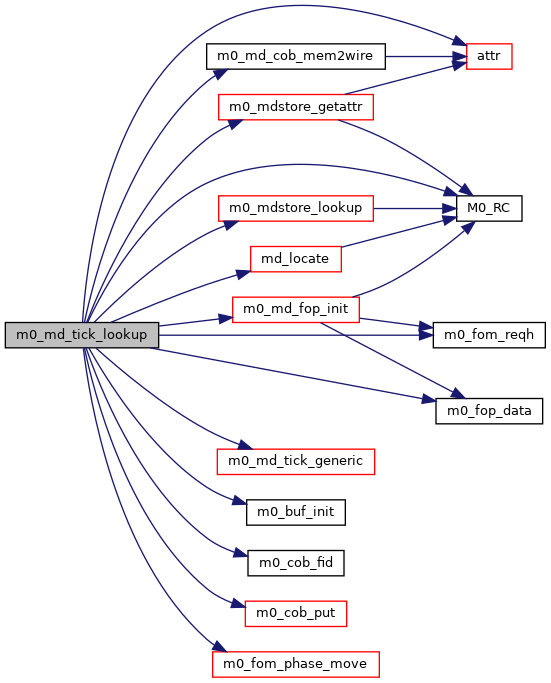 m0_md_cob_mem2wire
attr
m0_mdstore_getattr
m0_mdstore_lookup
M0_RC
md_locate
m0_md_fop_init
m0_md_tick_lookup
m0_fom_reqh
m0_fop_data
m0_md_tick_generic
m0_buf_init
m0_cob_fid
m0_cob_put
m0_fom_phase_move